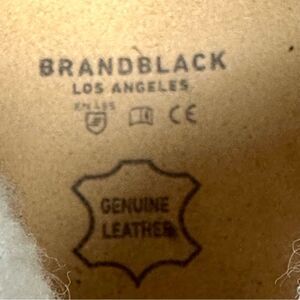 BRANDBLACK
LOS ANGELES
CE
GENUINE
LEATHER